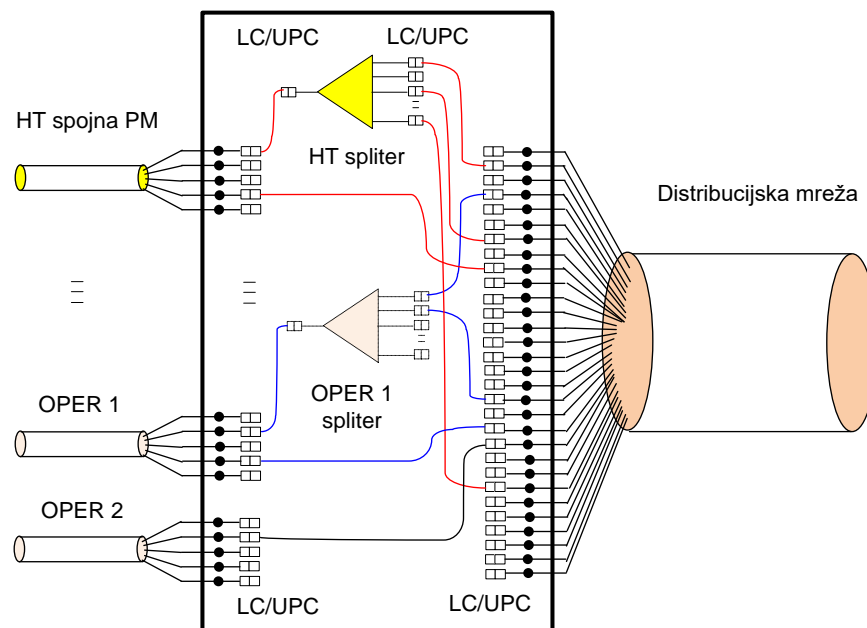 LC/UPC
LC/UPC
HT spojna PM
HT spliter
Distribucijska mreža
OPER 1
OPER 1
spliter
OPER 2
LC/UPC
LC/UPC